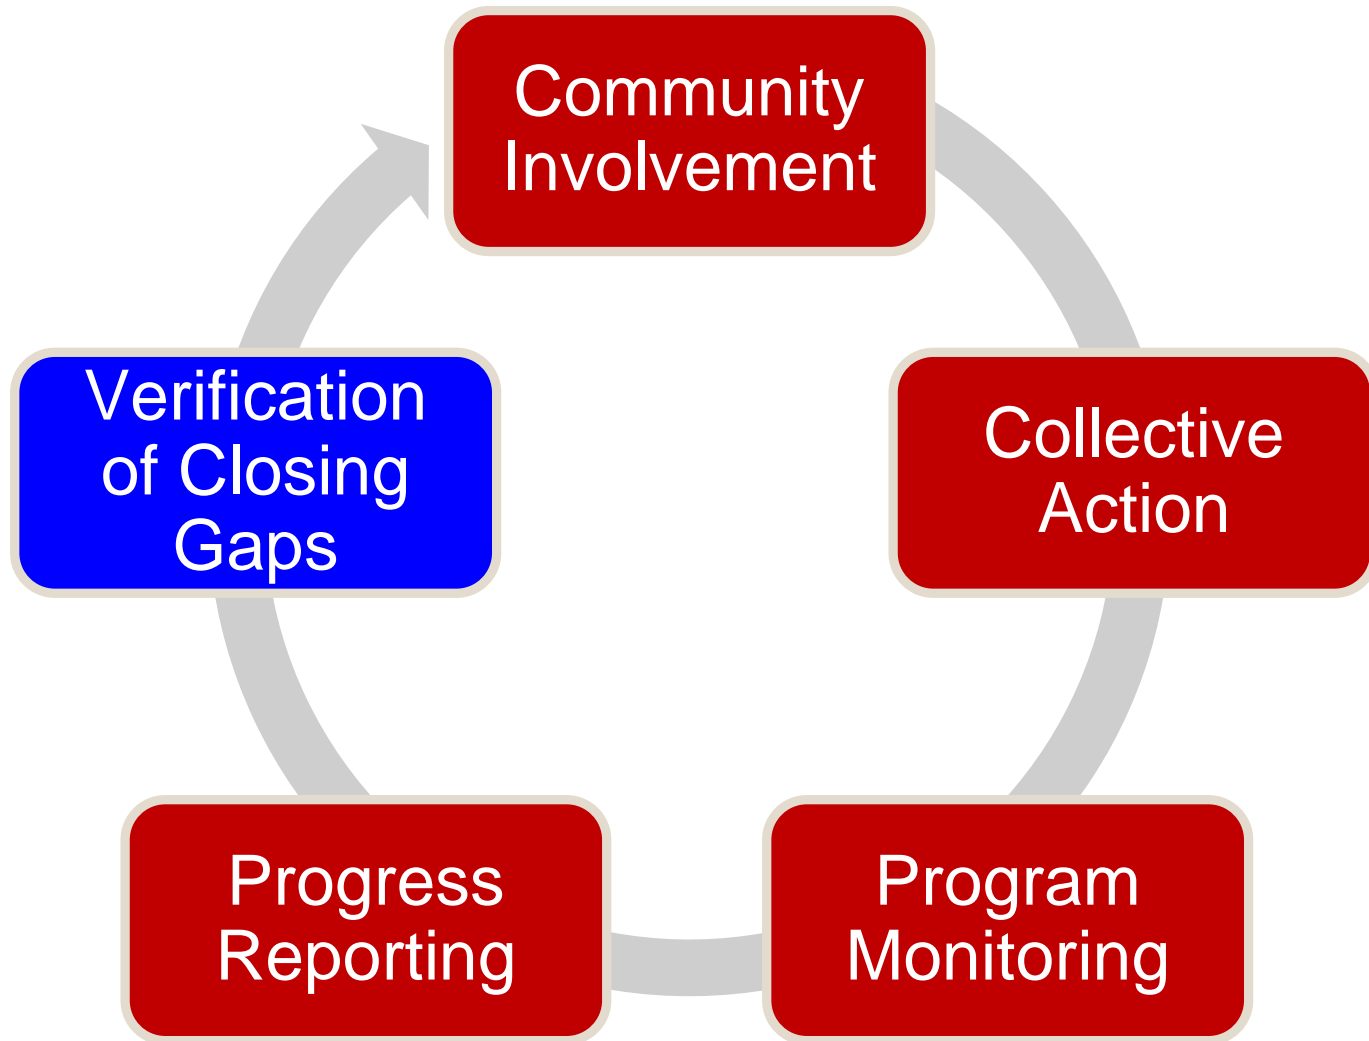 Community
Involvement
Collective
Action
Program
Monitoring
Progress
Reporting
Verification
of Closing
Gaps